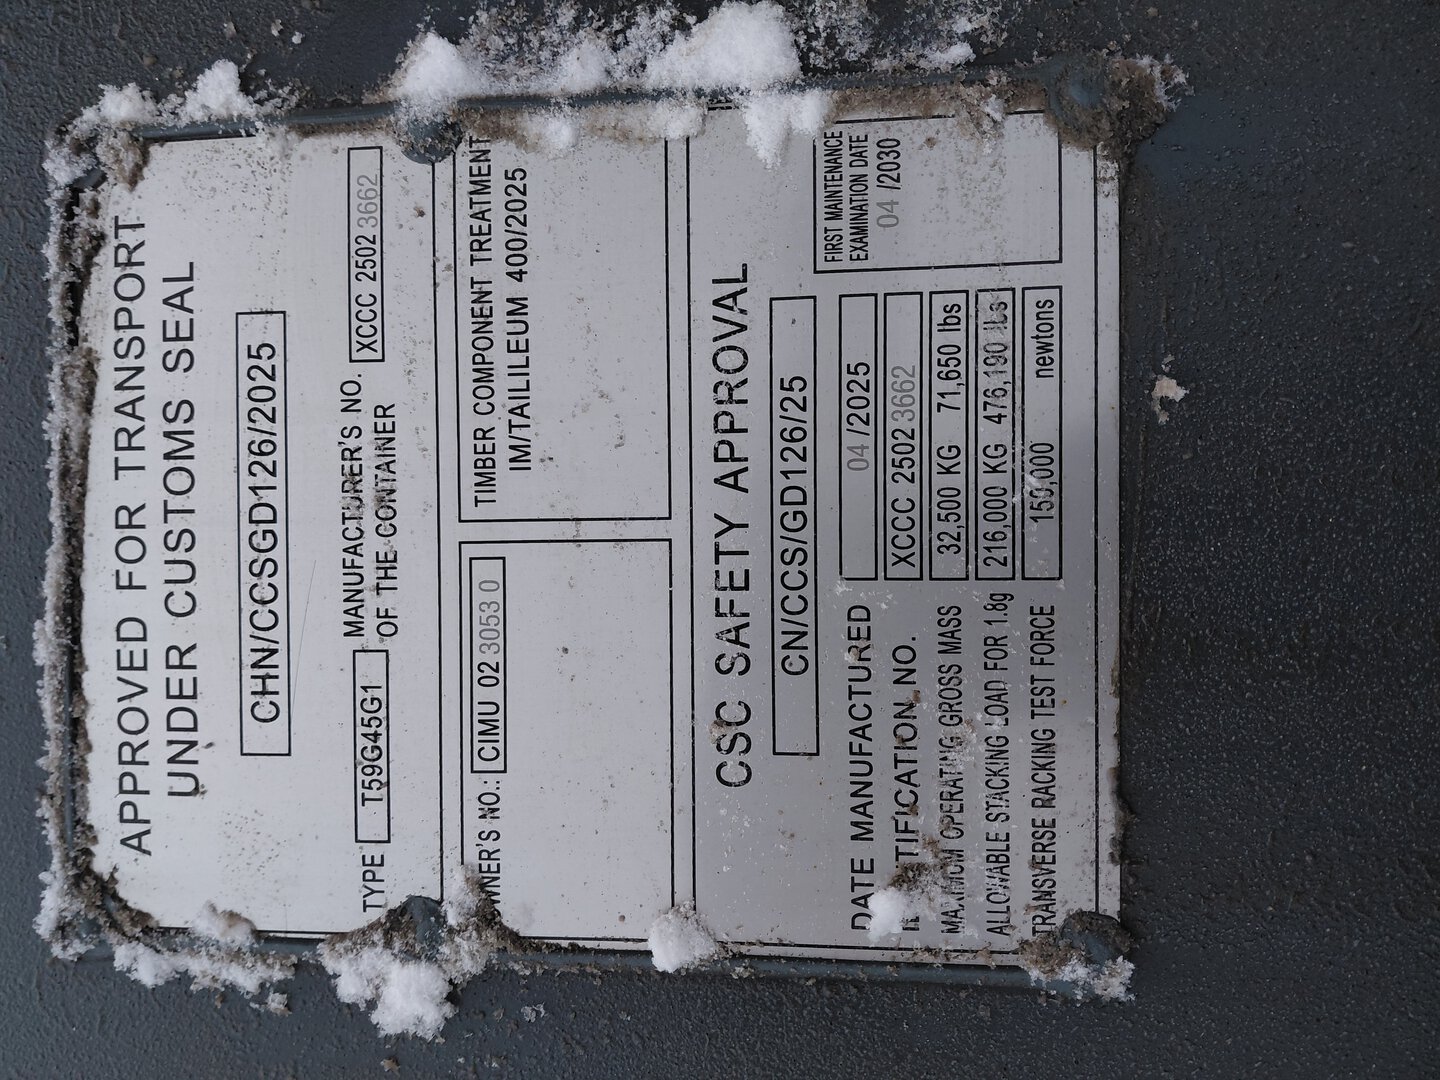 APPROVED FOR TRANSPORT
UNDER CUSTOMS SEAL
CHN/CCSGD126/2025
TYPE T59G45G1 MANUFACTURER'S NO. XCCC 2502 3662
OF THE CONTAINER
OWNER'S NO.: CIMU 02 3053 0
TIMBER COMPONENT TREATMENT
IM/TAILILEUM 400/2025
CSC SAFETY APPROVAL
CN/CCS/GD126/25
FIRST MAINTENANCE
EXAMINATION DATE
04 /2030
DATE MANUFACTURED 04 /2025
IDENTIFICATION NO. XCCC 2502 3662
MAXIMUM OPERATING GROSS MASS 32,500 KG 71,650 lbs
ALLOWABLE STACKING LOAD FOR 1.8g 216,000 KG 476,190 lbs
TRANSVERSE RACKING TEST FORCE 150,000 newtons